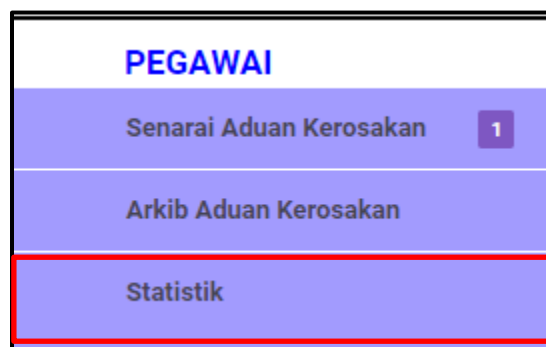 PEGAWAI
Senarai Aduan Kerosakan 1
Arkib Aduan Kerosakan
Statistik